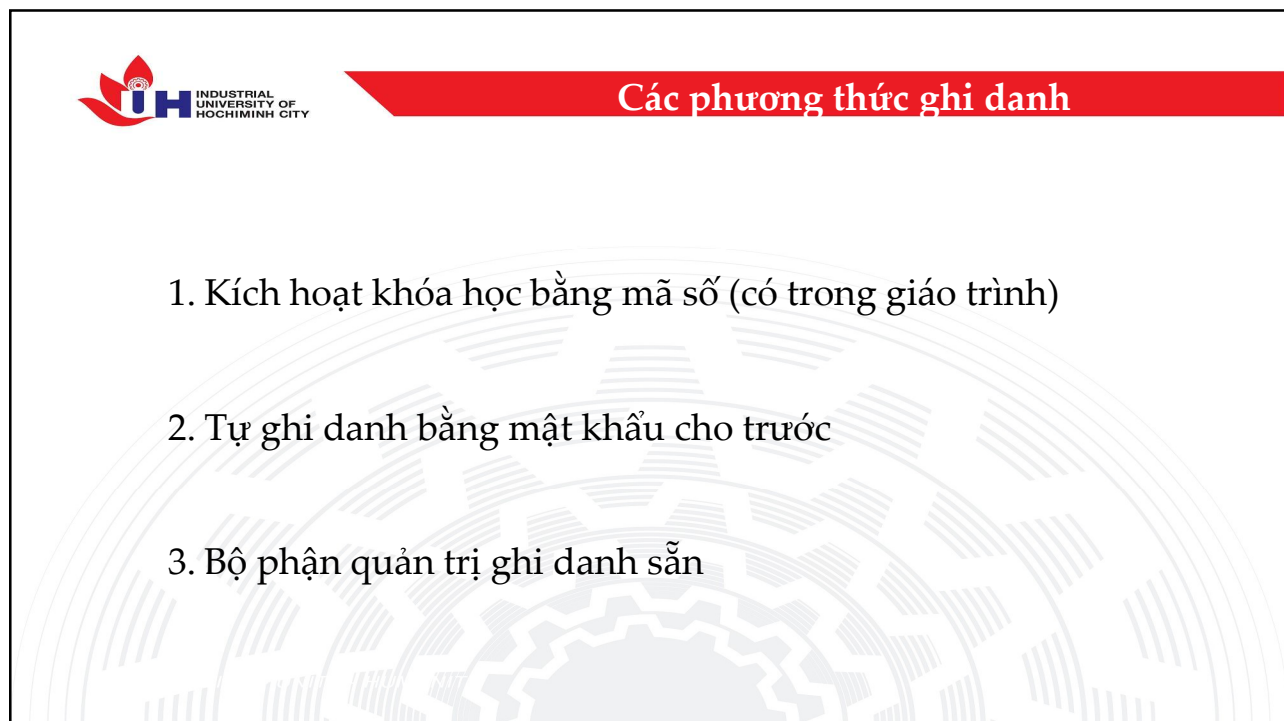 IUH
INDUSTRIAL
UNIVERSITY OF
HOCHIMINH CITY
Các phương thức ghi danh
1. Kích hoạt khóa học bằng mã số (có trong giáo trình)
2. Tự ghi danh bằng mật khẩu cho trước
3. Bộ phận quản trị ghi danh sẵn